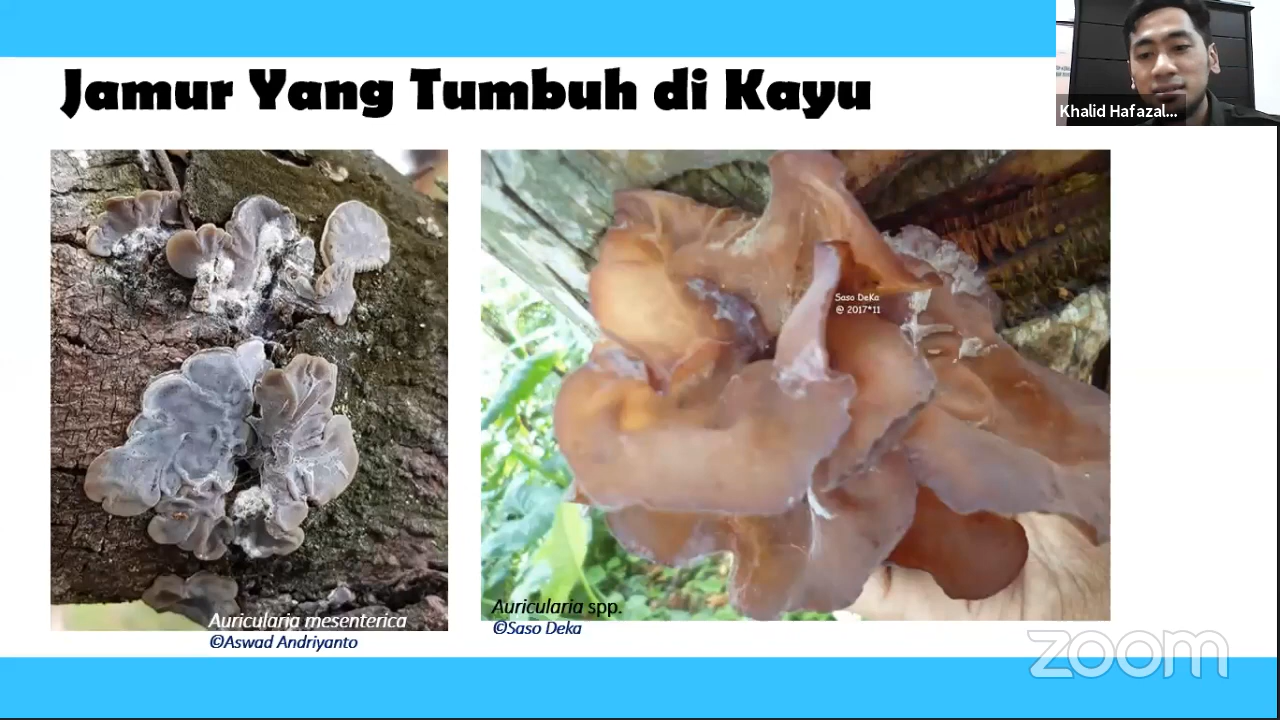 Jamur Yang Tumbuh di Kayu
Khalid Hafazal...
Saso DeKa
@ 2017*11
Auricularia mesenterica
©Aswad Andriyanto
Auricularia spp.
©Saso Deka
zoom